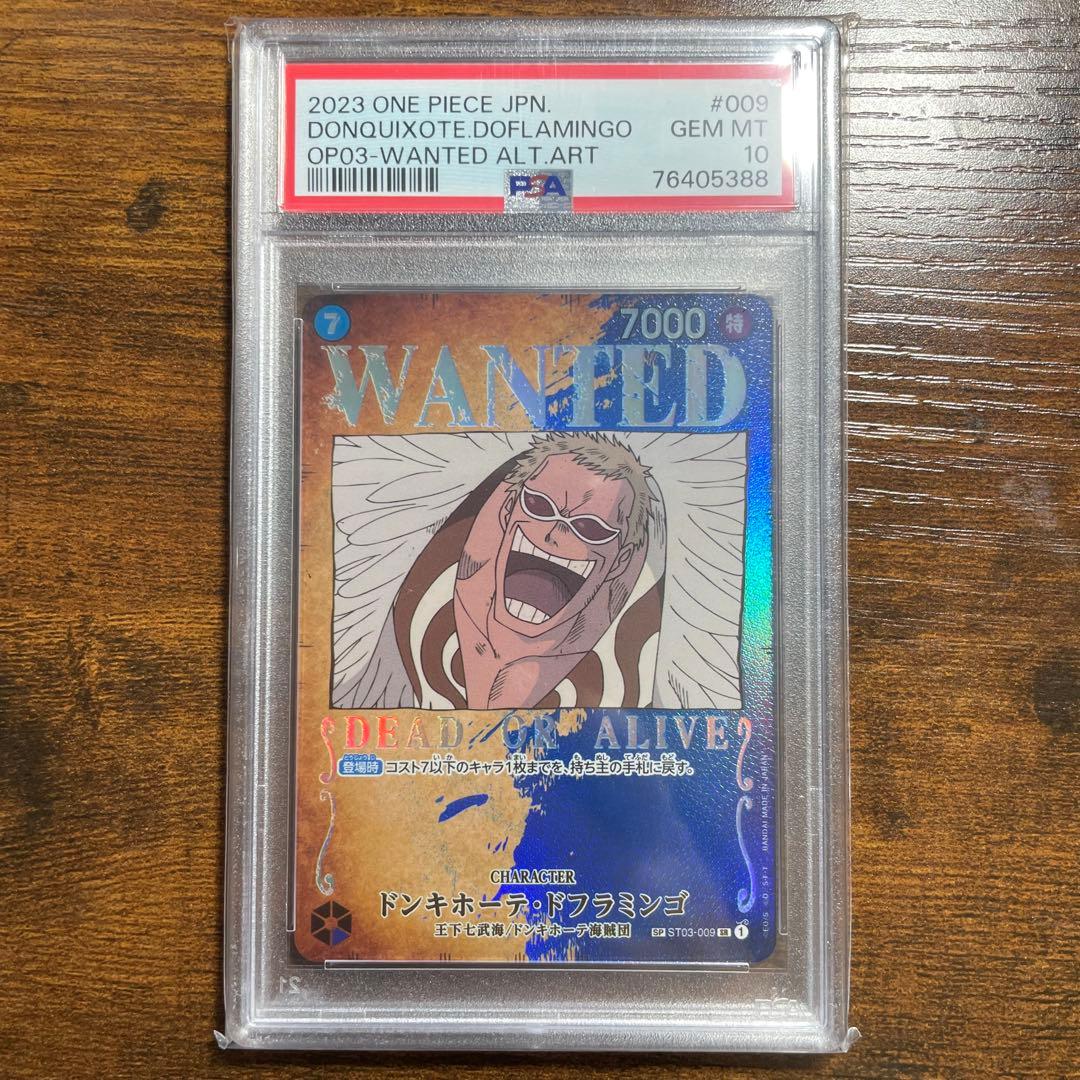 2023 ONE PIECE JPN. #009
DONQUIXOTE.DOFLAMINGO GEM MT
OP03-WANTED ALT.ART 10
PSA 76405388
7 7000 特
WANTED
DEAD OR ALIVE
登場時 コスト7以下のキャラ1枚までを、持ち主の手札に戻す。
BANDAI MADE IN JAPAN
CHARACTER
ドンキホーテ・ドフラミンゴ
王下七武海/ドンキホーテ海賊団
SP ST03-009 SR 1